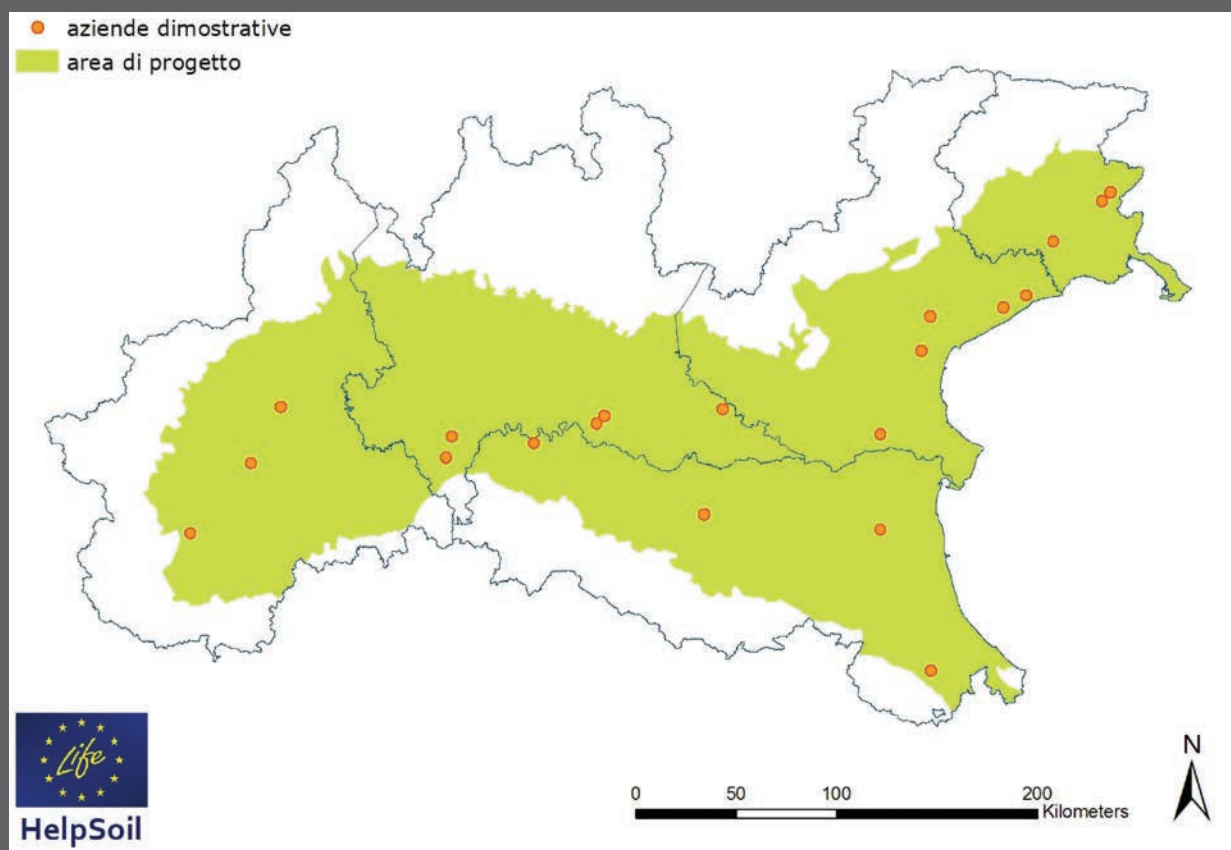 aziende dimostrative
area di progetto
Life
HelpSoil
0 50 100 200
Kilometers
N